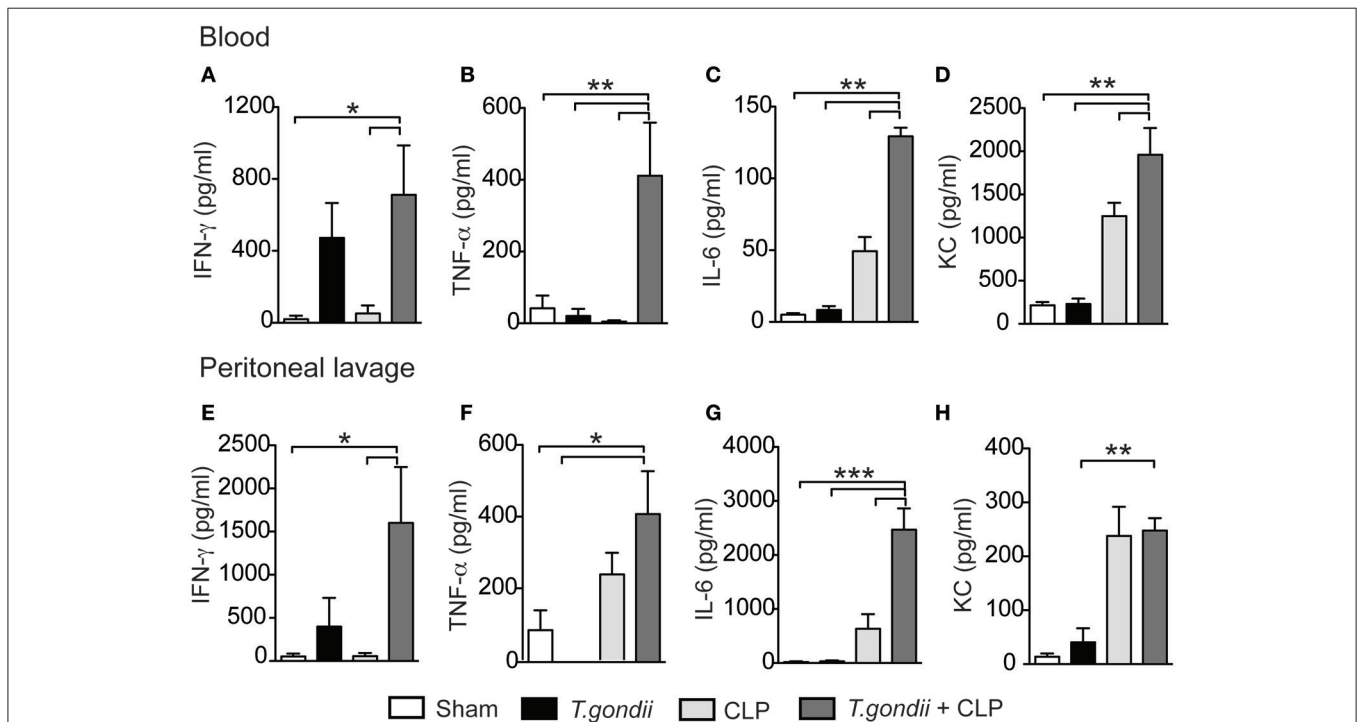 Blood
A
B
C
D
*
**
**
**
IFN-γ (pg/ml)
1200
800
400
0
TNF-α (pg/ml)
600
400
200
0
IL-6 (pg/ml)
150
100
50
0
KC (pg/ml)
2500
2000
1500
1000
500
0
Peritoneal lavage
E
F
G
H
*
*
***
**
IFN-γ (pg/ml)
2500
2000
1500
1000
500
0
TNF-α (pg/ml)
600
400
200
0
IL-6 (pg/ml)
4000
3000
2000
1000
0
KC (pg/ml)
400
300
200
100
0
Sham T.gondii CLP T.gondii + CLP